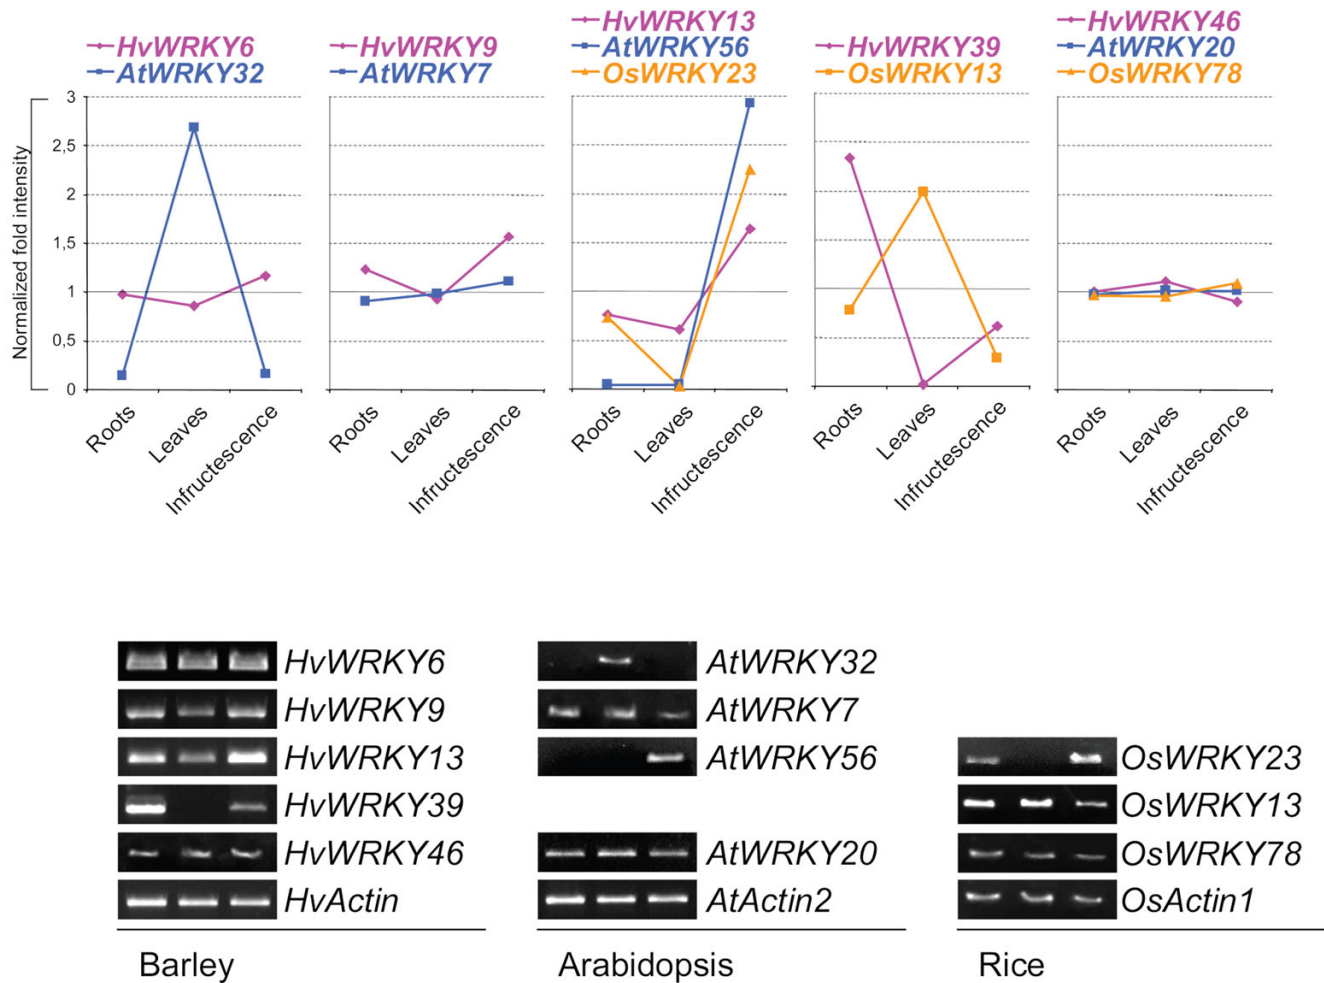 HvWRKY6
AtWRKY32
HvWRKY9
AtWRKY7
HvWRKY13
AtWRKY56
OsWRKY23
HvWRKY39
OsWRKY13
HvWRKY46
AtWRKY20
OsWRKY78
Normalized fold intensity
3
2,5
2
1,5
1
0,5
0
Roots
Leaves
Infructescence
Roots
Leaves
Infructescence
Roots
Leaves
Infructescence
Roots
Leaves
Infructescence
Roots
Leaves
Infructescence
HvWRKY6
HvWRKY9
HvWRKY13
HvWRKY39
HvWRKY46
HvActin
Barley
AtWRKY32
AtWRKY7
AtWRKY56
AtWRKY20
AtActin2
Arabidopsis
OsWRKY23
OsWRKY13
OsWRKY78
OsActin1
Rice